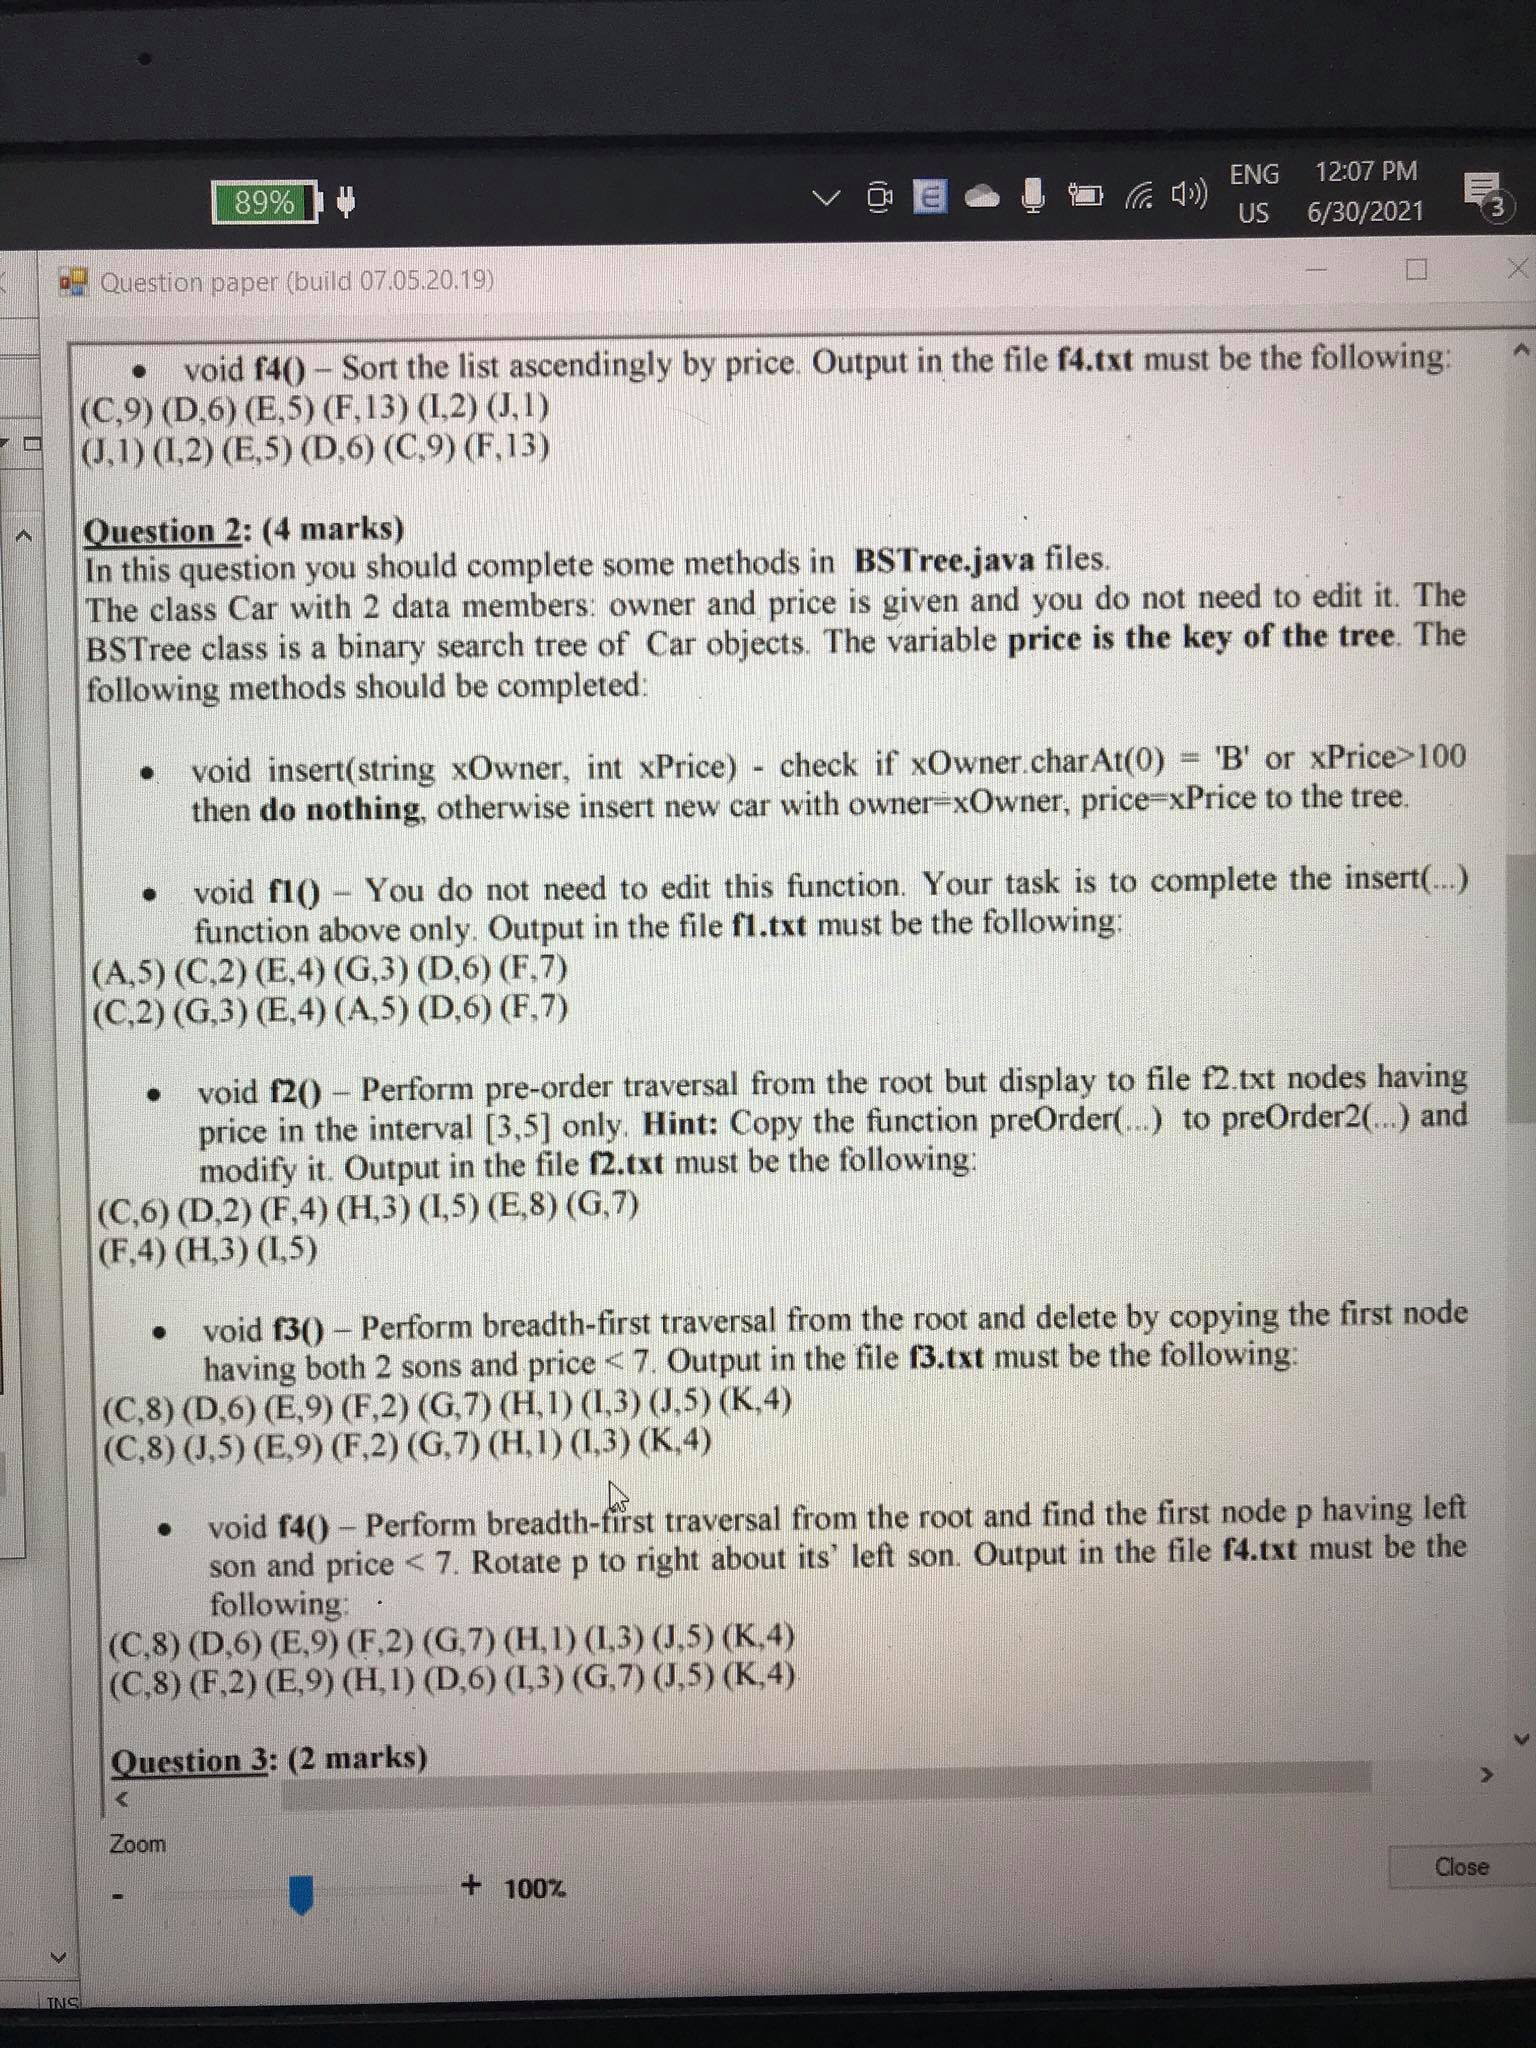 89%
ENG
US
12:07 PM
6/30/2021
3
Question paper (build 07.05.20.19)
• void f4() – Sort the list ascendingly by price. Output in the file f4.txt must be the following:
(C,9) (D,6) (E,5) (F,13) (I,2) (J,1)
(J,1) (I,2) (E,5) (D,6) (C,9) (F,13)
Question 2: (4 marks)
In this question you should complete some methods in BSTree.java files.
The class Car with 2 data members: owner and price is given and you do not need to edit it. The
BSTree class is a binary search tree of Car objects. The variable price is the key of the tree. The
following methods should be completed:
• void insert(string xOwner, int xPrice) - check if xOwner.charAt(0) = 'B' or xPrice>100
then do nothing, otherwise insert new car with owner=xOwner, price=xPrice to the tree.
• void f1() – You do not need to edit this function. Your task is to complete the insert(...)
function above only. Output in the file f1.txt must be the following:
(A,5) (C,2) (E,4) (G,3) (D,6) (F,7)
(C,2) (G,3) (E,4) (A,5) (D,6) (F,7)
• void f2() – Perform pre-order traversal from the root but display to file f2.txt nodes having
price in the interval [3,5] only. Hint: Copy the function preOrder(...) to preOrder2(...) and
modify it. Output in the file f2.txt must be the following:
(C,6) (D,2) (F,4) (H,3) (I,5) (E,8) (G,7)
(F,4) (H,3) (I,5)
• void f3() – Perform breadth-first traversal from the root and delete by copying the first node
having both 2 sons and price < 7. Output in the file f3.txt must be the following:
(C,8) (D,6) (E,9) (F,2) (G,7) (H,1) (I,3) (J,5) (K,4)
(C,8) (J,5) (E,9) (F,2) (G,7) (H,1) (I,3) (K,4)
• void f4() – Perform breadth-first traversal from the root and find the first node p having left
son and price < 7. Rotate p to right about its' left son. Output in the file f4.txt must be the
following:
(C,8) (D,6) (E,9) (F,2) (G,7) (H,1) (I,3) (J,5) (K,4)
(C,8) (F,2) (E,9) (H,1) (D,6) (I,3) (G,7) (J,5) (K,4)
Question 3: (2 marks)
Zoom
- + 100%
Close
INS